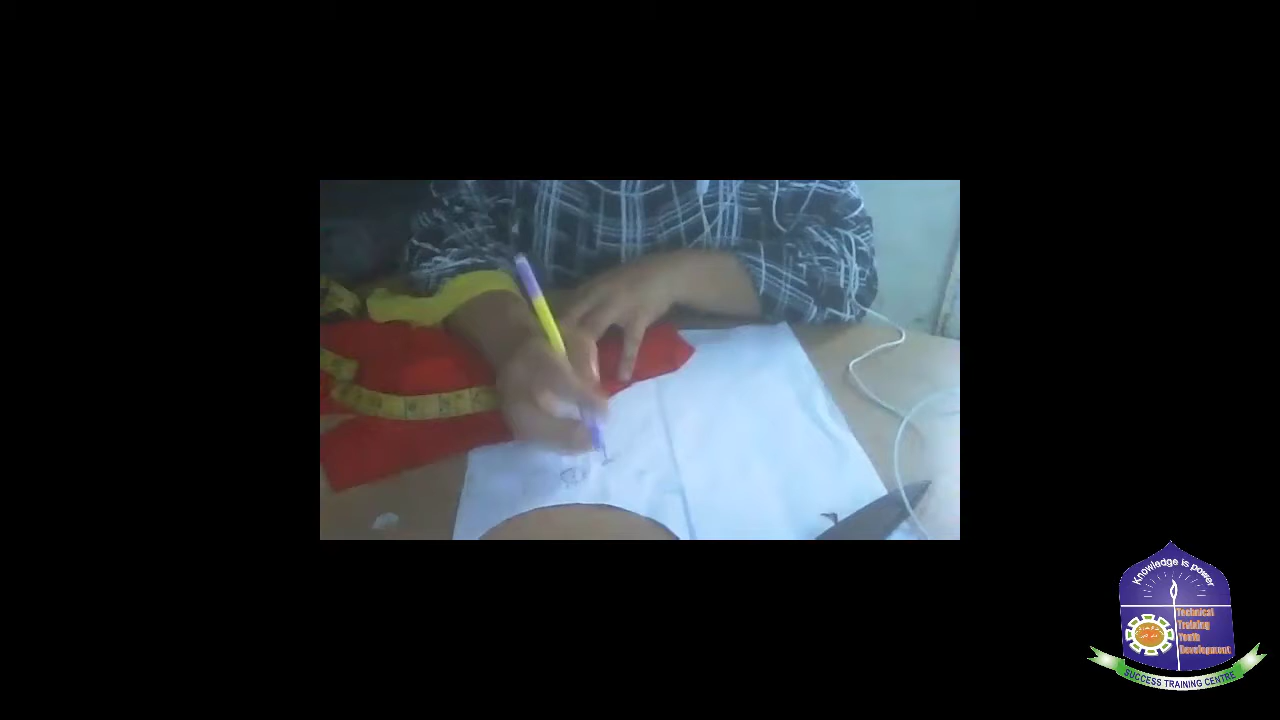 Knowledge is power
Technical
Training
Youth
Development
SUCCESS TRAINING CENTRE